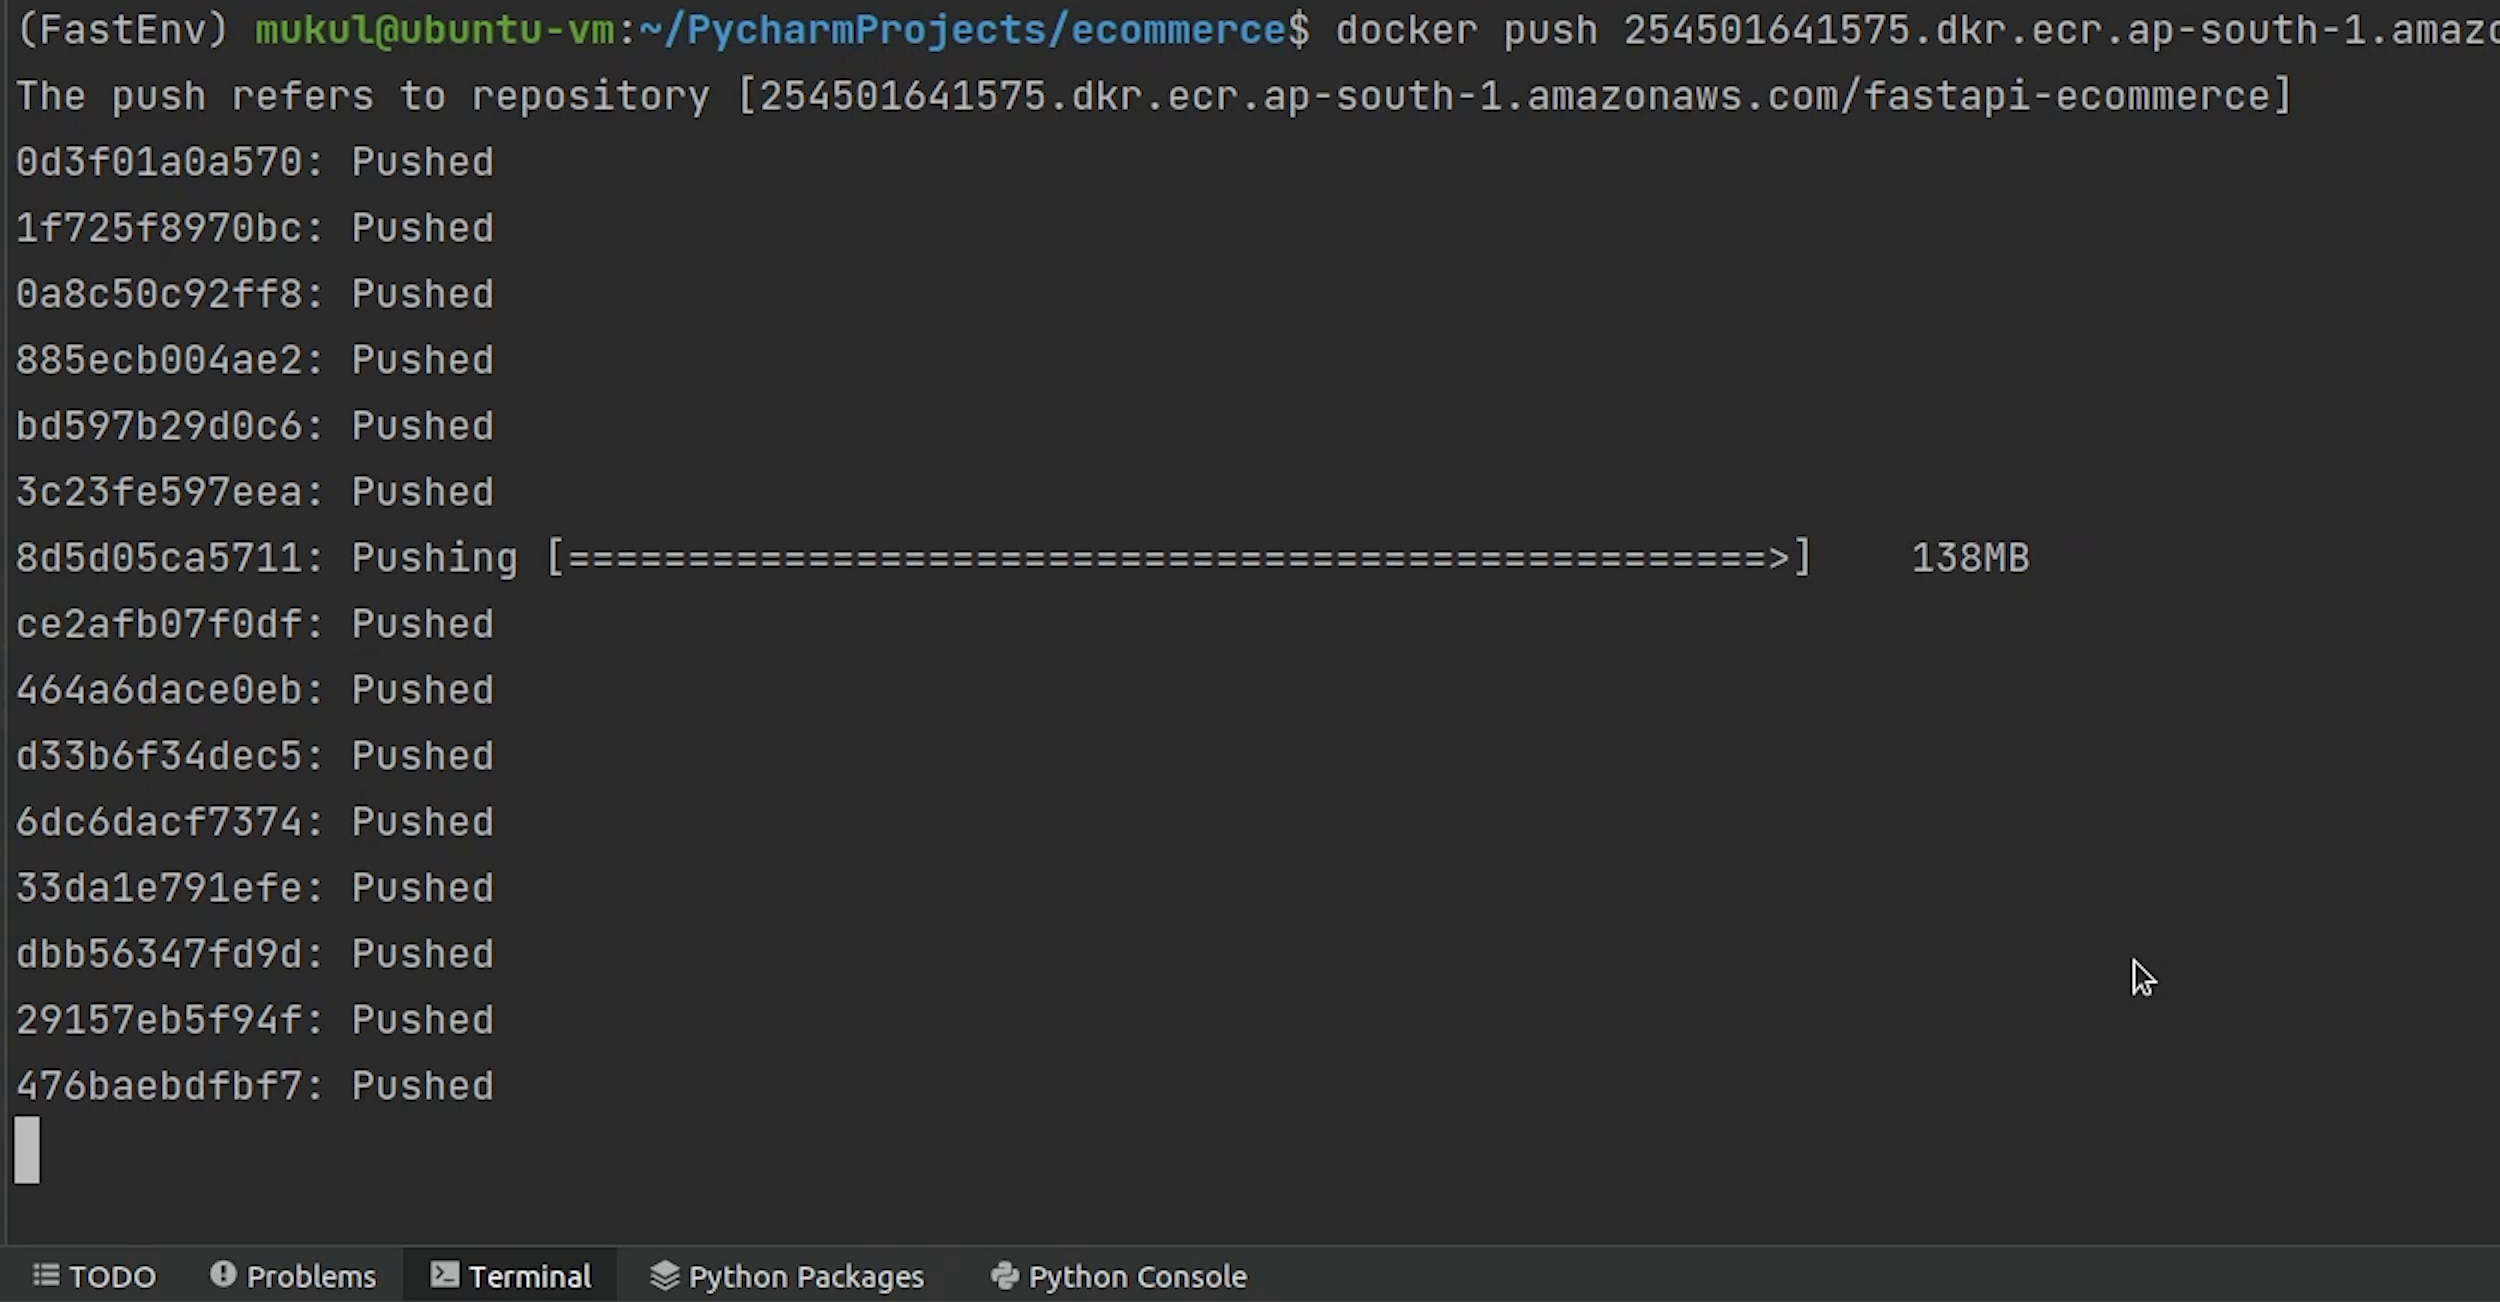 (FastEnv) mukul@ubuntu-vm:~/PycharmProjects/ecommerce$ docker push 254501641575.dkr.ecr.ap-south-1.amazo
The push refers to repository [254501641575.dkr.ecr.ap-south-1.amazonaws.com/fastapi-ecommerce]
0d3f01a0a570: Pushed
1f725f8970bc: Pushed
0a8c50c92ff8: Pushed
885ecb004ae2: Pushed
bd597b29d0c6: Pushed
3c23fe597eea: Pushed
8d5d05ca5711: Pushing [==================================================>] 138MB
ce2afb07f0df: Pushed
464a6dace0eb: Pushed
d33b6f34dec5: Pushed
6dc6dacf7374: Pushed
33da1e791efe: Pushed
dbb56347fd9d: Pushed
29157eb5f94f: Pushed
476baebdfbf7: Pushed
TODO Problems Terminal Python Packages Python Console